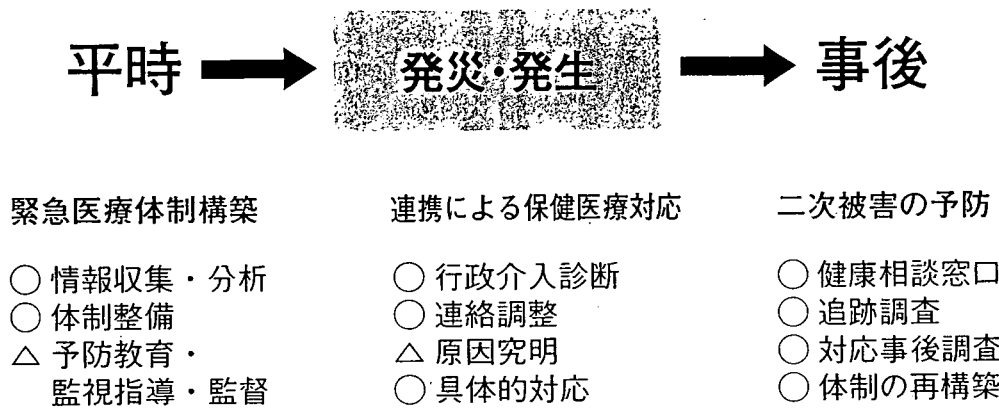 平時 発災・発生 事後
緊急医療体制構築
○ 情報収集・分析
○ 体制整備
△ 予防教育・
監視指導・監督
連携による保健医療対応
○ 行政介入診断
○ 連絡調整
△ 原因究明
○ 具体的対応
二次被害の予防
○ 健康相談窓口
○ 追跡調査
○ 対応事後調査
○ 体制の再構築